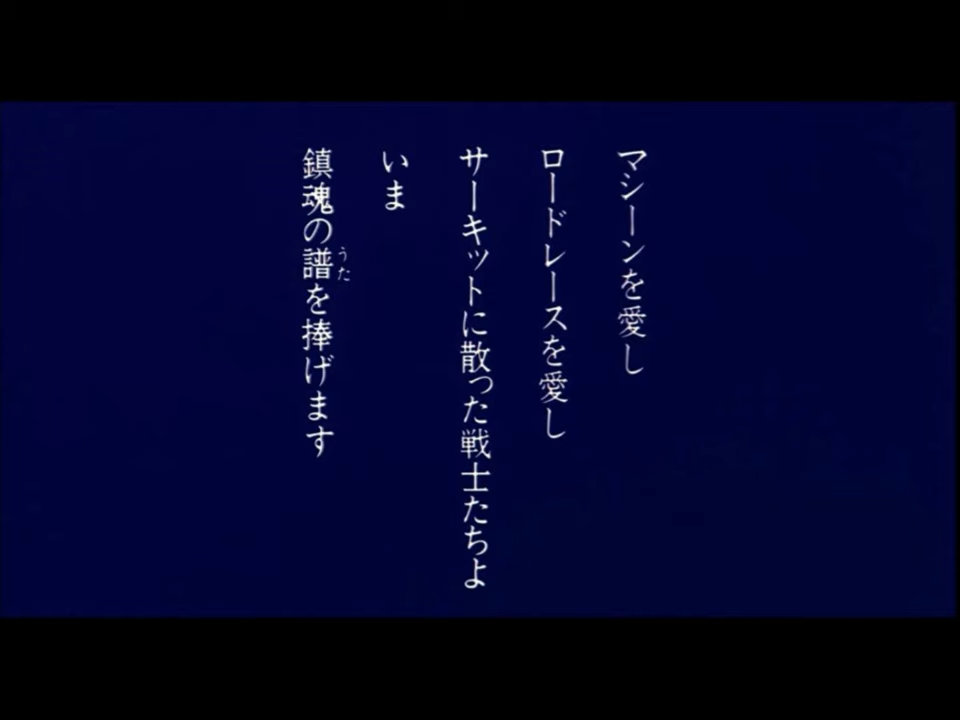 マシーンを愛し
ロードレースを愛し
サーキットに散った戦士たちよ
いま
鎮魂の譜を捧げます
うた